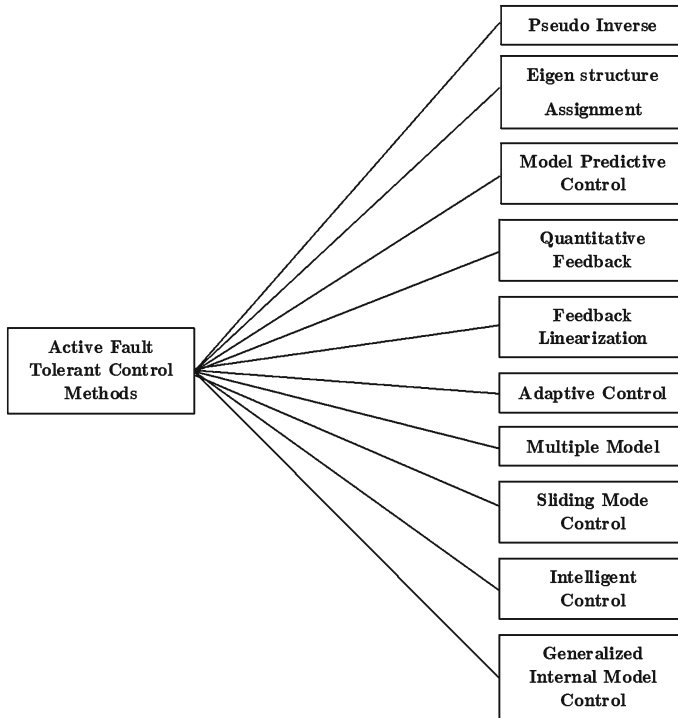 Pseudo Inverse
Eigen structure
Assignment
Model Predictive
Control
Quantitative
Feedback
Feedback
Linearization
Active Fault
Tolerant Control
Methods
Adaptive Control
Multiple Model
Sliding Mode
Control
Intelligent
Control
Generalized
Internal Model
Control